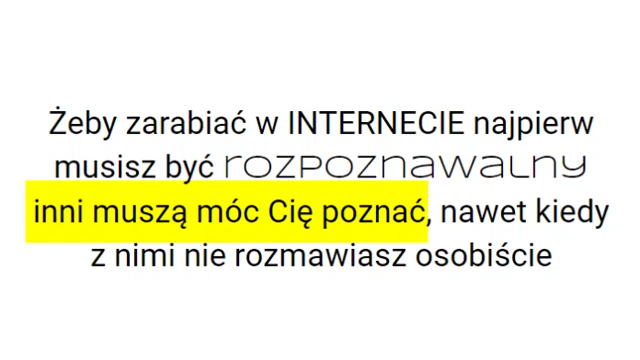 Żeby zarabiać w INTERNECIE najpierw
musisz być rozpoznawalny
inni muszą móc Cię poznać, nawet kiedy
z nimi nie rozmawiasz osobiście